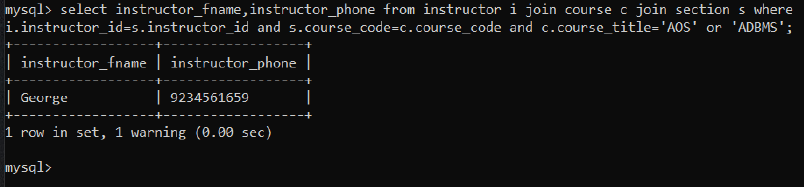 mysql> select instructor_fname,instructor_phone from instructor i join course c join section s where
i.instructor_id=s.instructor_id and s.course_code=c.course_code and c.course_title='AOS' or 'ADBMS';
+------------------+------------------+
| instructor_fname | instructor_phone |
+------------------+------------------+
| George           | 9234561659       |
+------------------+------------------+
1 row in set, 1 warning (0.00 sec)
mysql>